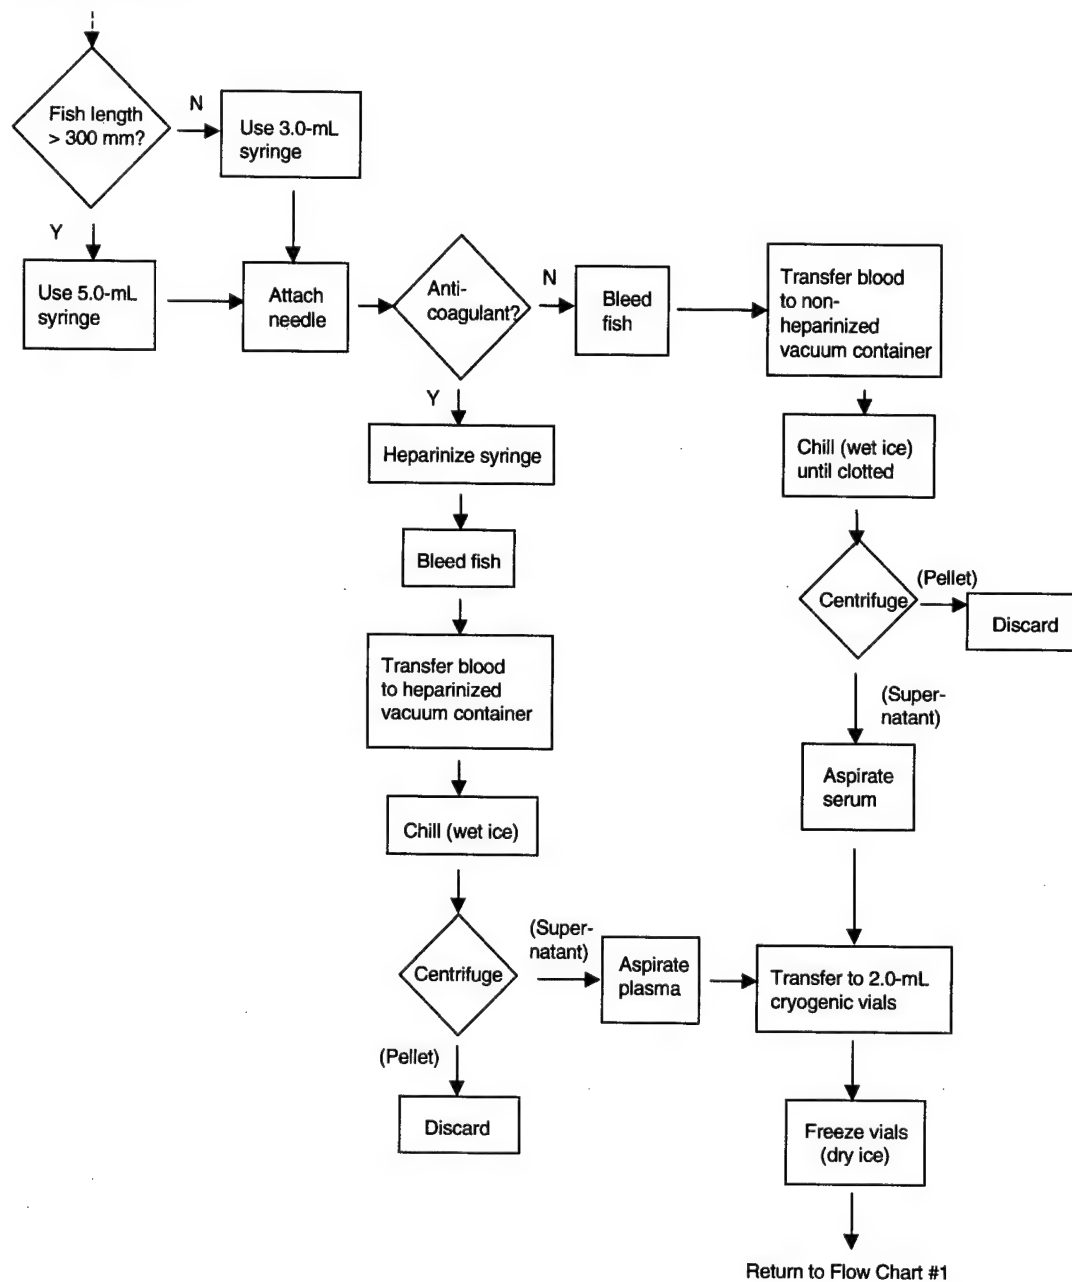 Fish length
> 300 mm?
N
Use 3.0-mL
syringe
Y
Use 5.0-mL
syringe
Attach
needle
Anti-
coagulant?
N
Bleed
fish
Transfer blood
to non-
heparinized
vacuum container
Y
Heparinize syringe
Chill (wet ice)
until clotted
Bleed fish
Centrifuge
(Pellet)
Discard
Transfer blood
to heparinized
vacuum container
(Super-
natant)
Aspirate
serum
Chill (wet ice)
Centrifuge
(Super-
natant)
Aspirate
plasma
Transfer to 2.0-mL
cryogenic vials
(Pellet)
Discard
Freeze vials
(dry ice)
Return to Flow Chart #1